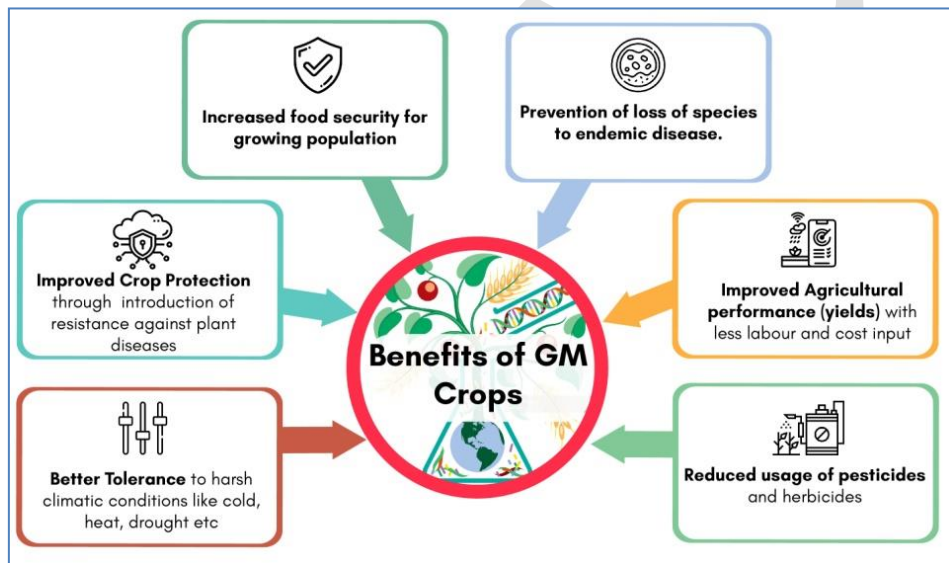 Increased food security for
growing population
Prevention of loss of species
to endemic disease.
Improved Crop Protection
through introduction of
resistance against plant
diseases
Benefits of GM
Crops
Improved Agricultural
performance (yields) with
less labour and cost input
Better Tolerance to harsh
climatic conditions like cold,
heat, drought etc
Reduced usage of pesticides
and herbicides